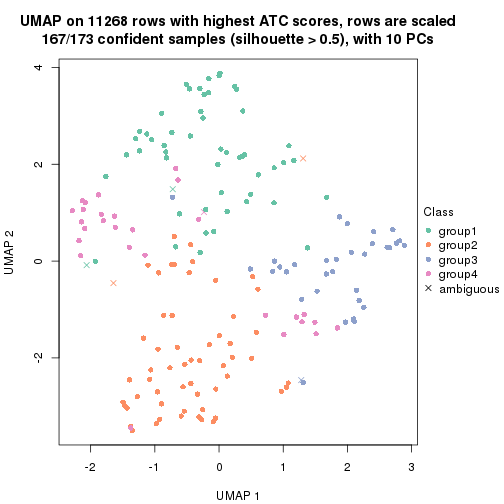 UMAP on 11268 rows with highest ATC scores, rows are scaled
167/173 confident samples (silhouette > 0.5), with 10 PCs
4
2
0
-2
UMAP 2
-2
-1
0
1
2
3
UMAP 1
Class
group1
group2
group3
group4
ambiguous